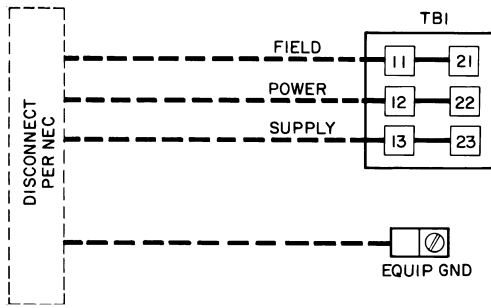 TB1
FIELD
11 21
POWER
12 22
SUPPLY
13 23
DISCONNECT
PER NEC
EQUIP GND